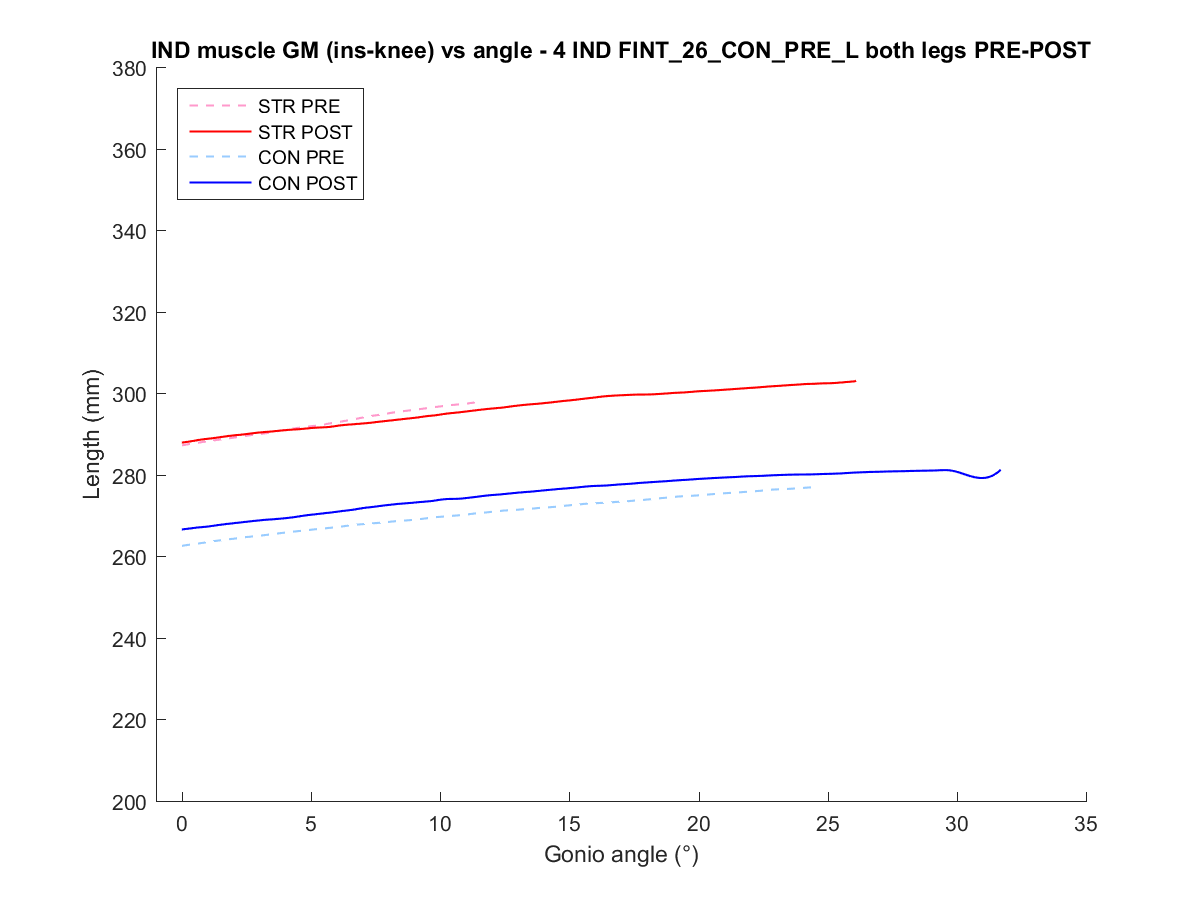 IND muscle GM (ins-knee) vs angle - 4 IND FINT_26_CON_PRE_L both legs PRE-POST
380
360
340
320
300
280
260
240
220
200
Length (mm)
STR PRE
STR POST
CON PRE
CON POST
0 5 10 15 20 25 30 35
Gonio angle (°)